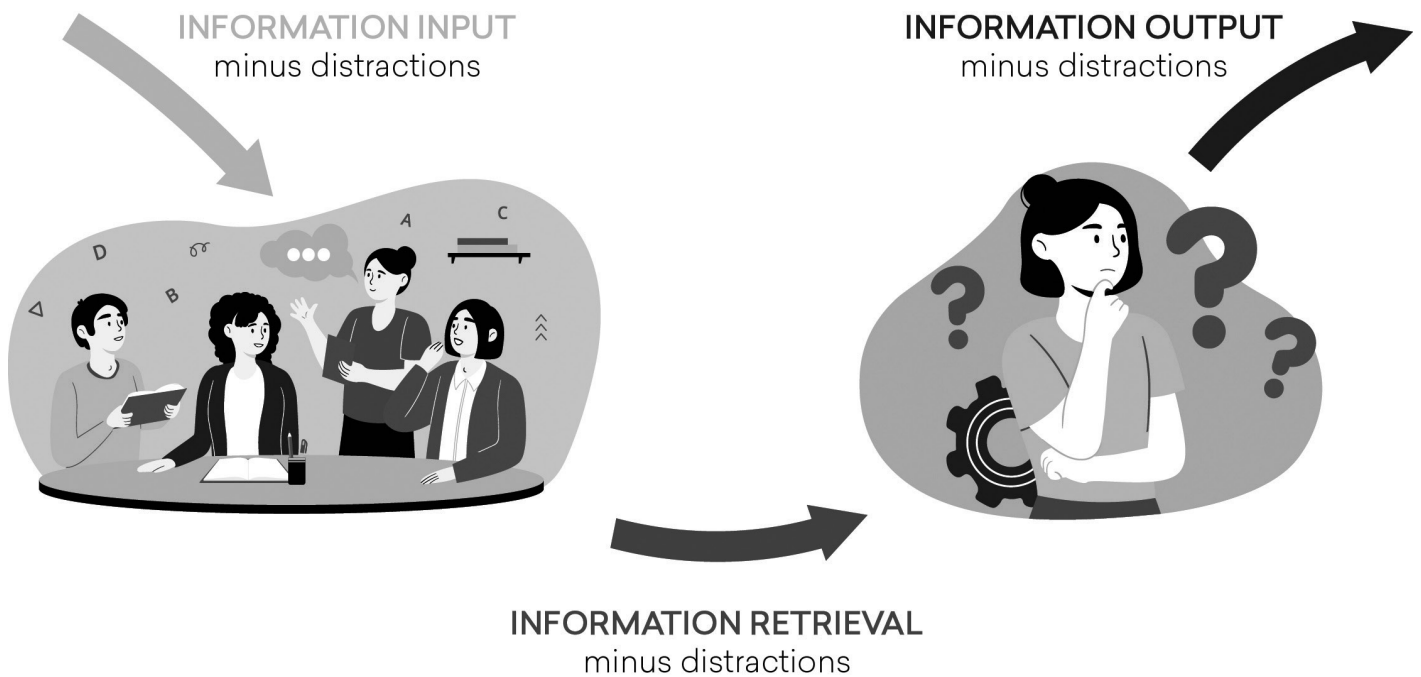 INFORMATION INPUT
minus distractions
INFORMATION OUTPUT
minus distractions
A
C
D
B
?
?
?
INFORMATION RETRIEVAL
minus distractions